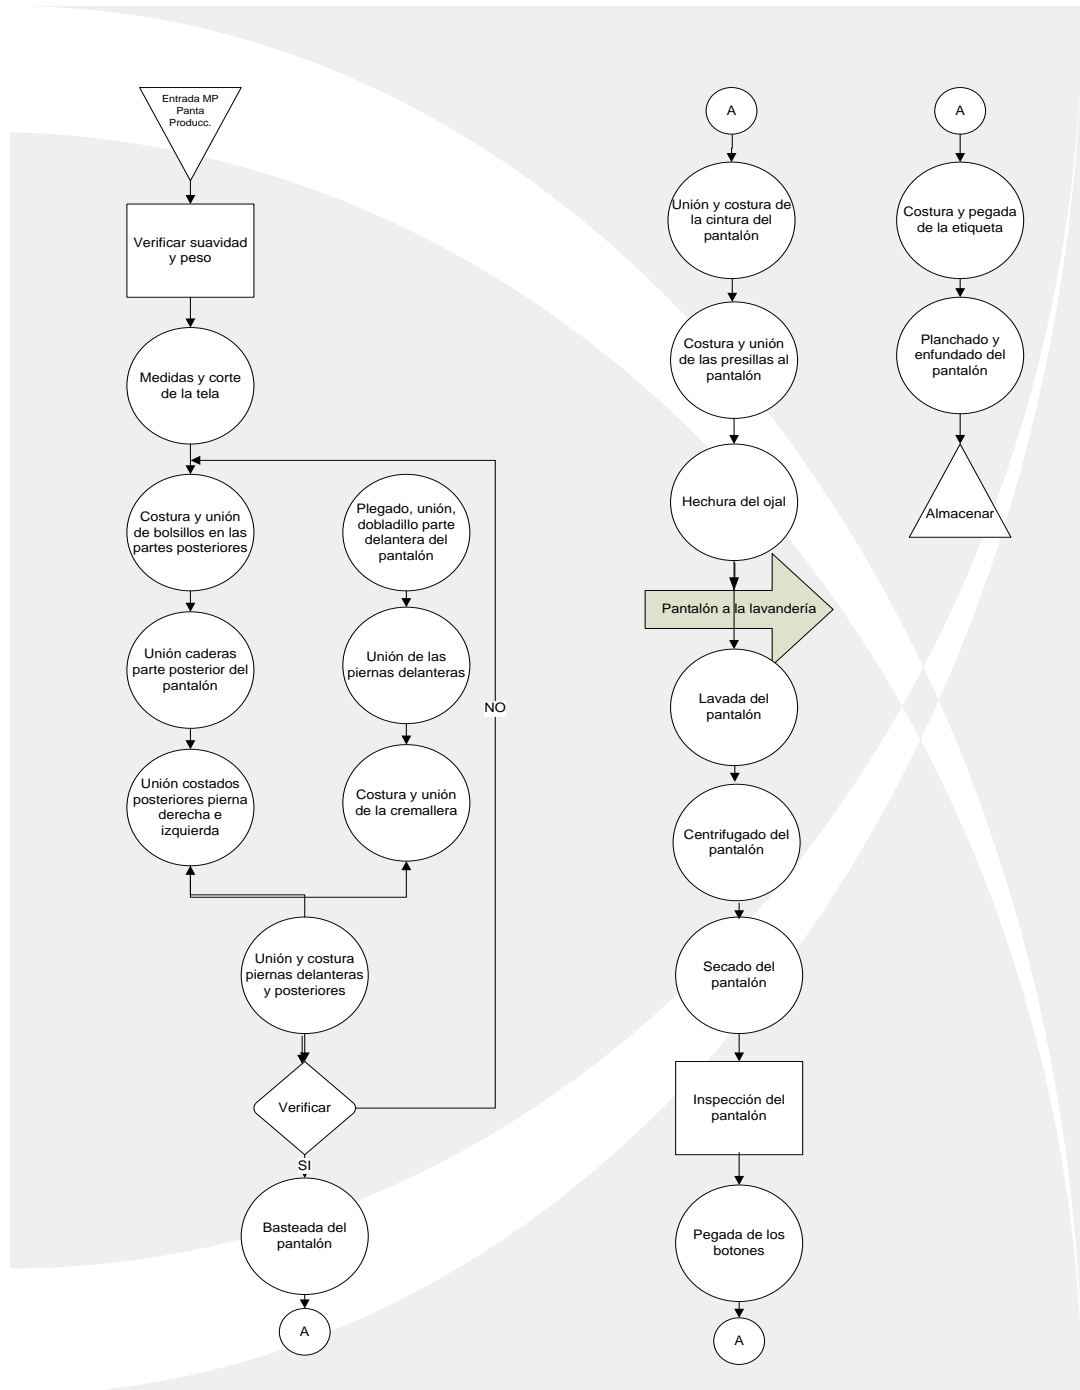 Entrada MP
Panta
Producc.
Verificar suavidad
y peso
Medidas y corte
de la tela
Costura y unión
de bolsillos en las
partes posteriores
Unión caderas
parte posterior del
pantalón
Unión costados
posteriores pierna
derecha e
izquierda
Plegado, unión,
dobladillo parte
delantera del
pantalón
Unión de las
piernas delanteras
Costura y unión
de la cremallera
NO
Unión y costura
piernas delanteras
y posteriores
Verificar
SI
Basteada del
pantalón
A
A
Unión y costura de
la cintura del
pantalón
Costura y unión
de las presillas al
pantalón
Hechura del ojal
Pantalón a la lavandería
Lavada del
pantalón
Centrifugado del
pantalón
Secado del
pantalón
Inspección del
pantalón
Pegada de los
botones
A
A
Costura y pegada
de la etiqueta
Planchado y
enfundado del
pantalón
Almacenar